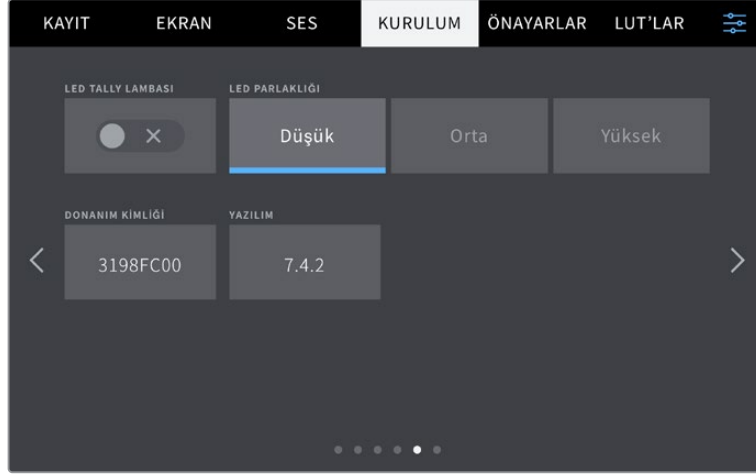 KAYIT EKRAN SES KURULUM ÖNAYARLAR LUT’LAR
LED TALLY LAMBASI LED PARLAKLIĞI
Düşük Orta Yüksek
DONANIM KİMLİĞİ YAZILIM
3198FC00 7.4.2